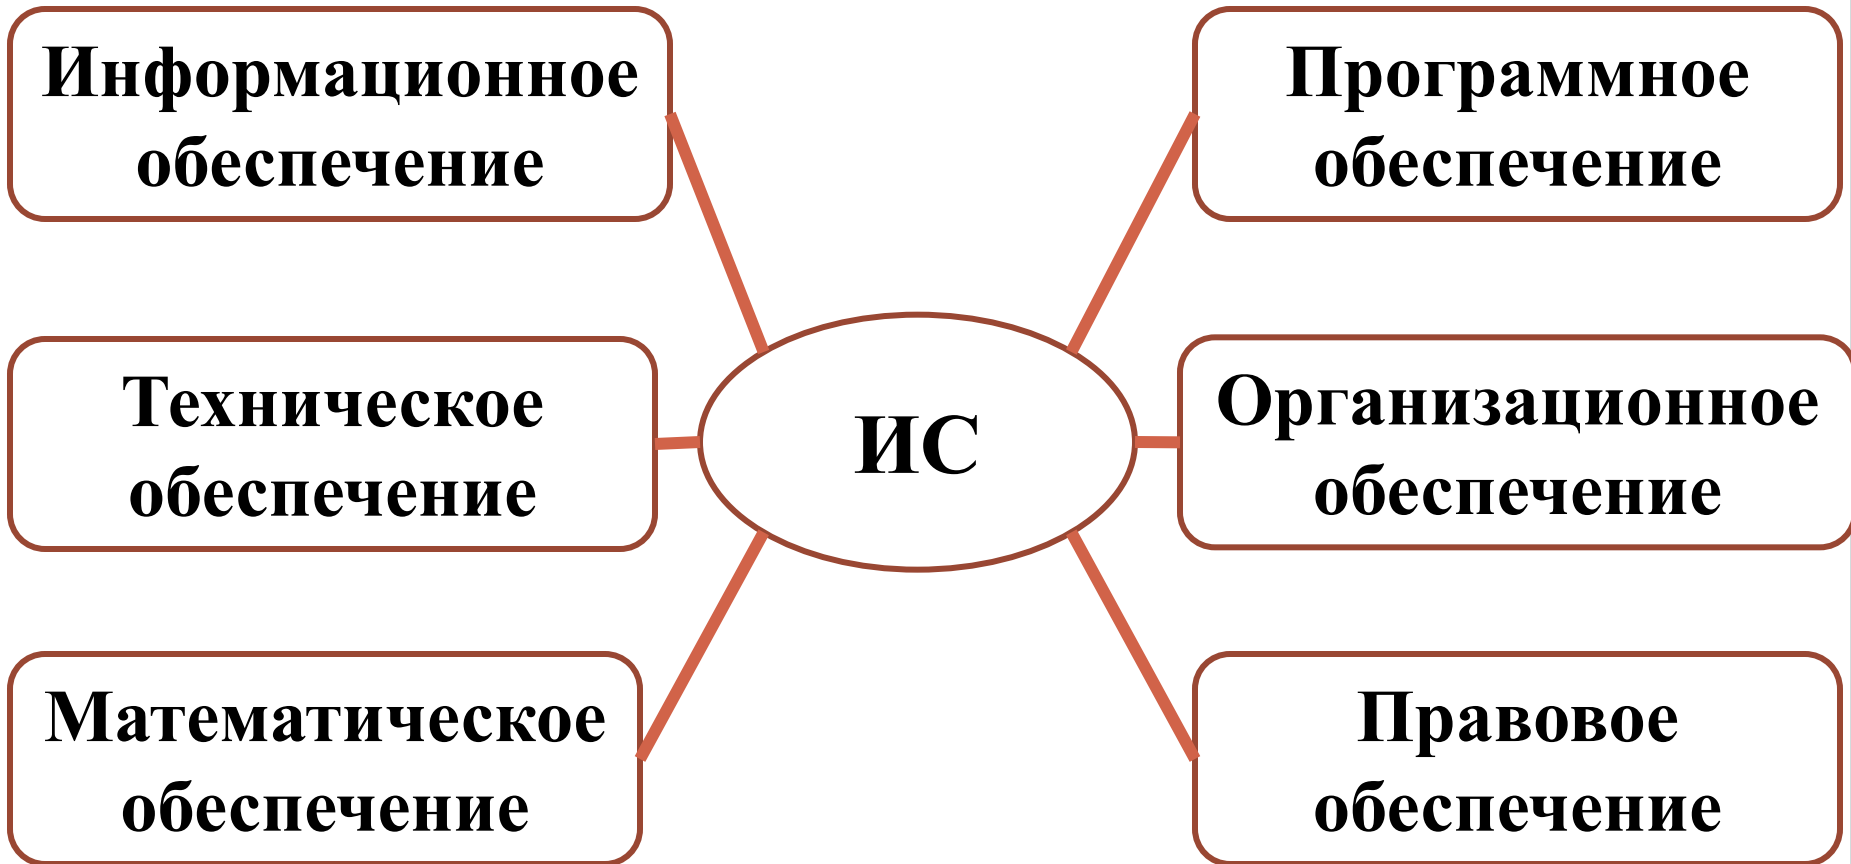 Информационное
обеспечение
Программное
обеспечение
Техническое
обеспечение
ИС
Организационное
обеспечение
Математическое
обеспечение
Правовое
обеспечение